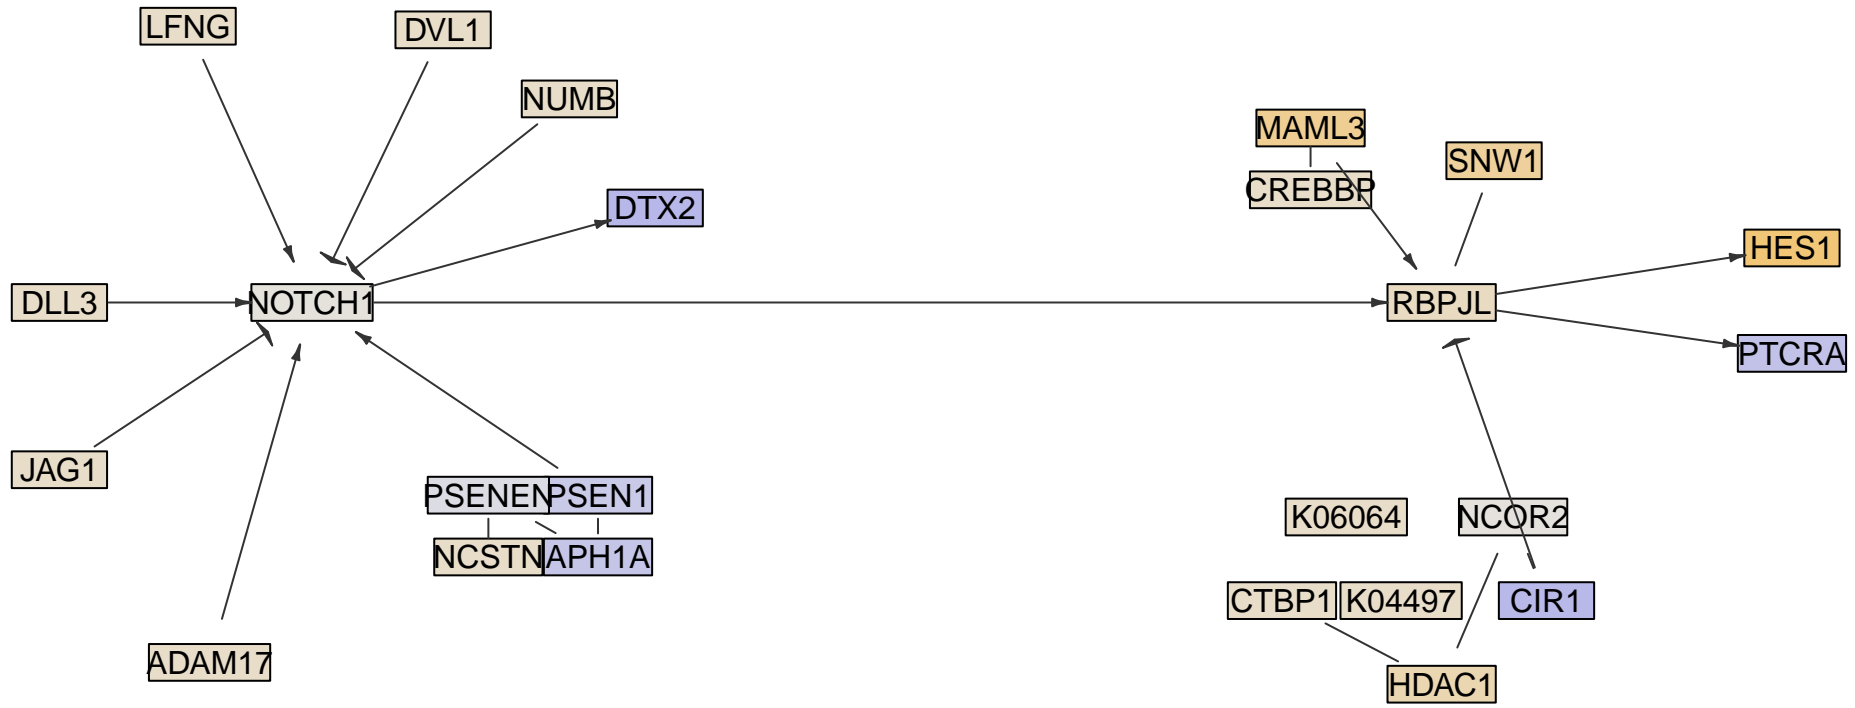 LFNG
DVL1
NUMB
MAML3
SNW1
CREBBP
DTX2
HES1
DLL3
NOTCH1
RBPJL
PTCRA
JAG1
PSENEN
PSEN1
K06064
NCOR2
NCSTN
APH1A
CTBP1
K04497
CIR1
ADAM17
HDAC1